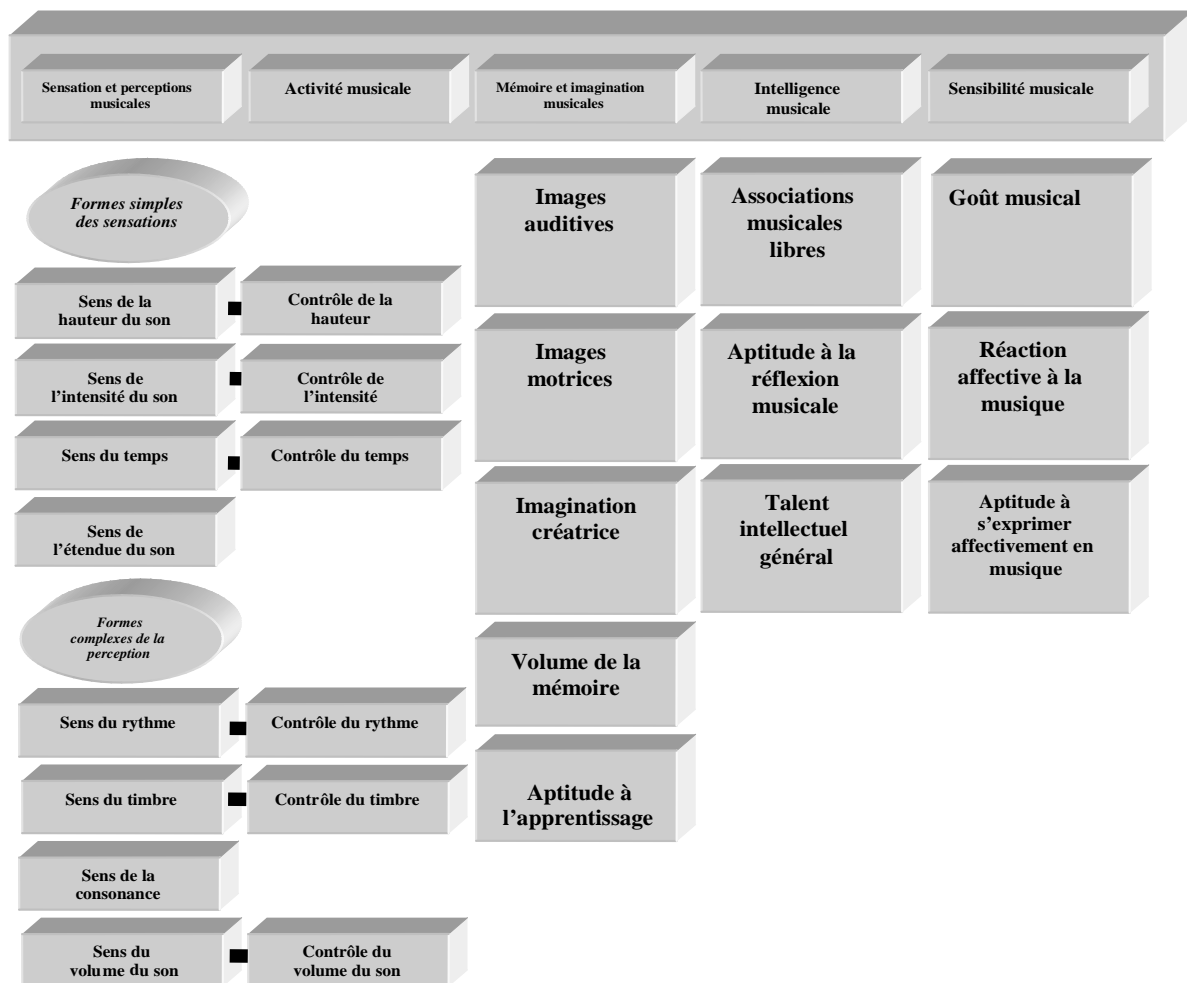 Sensation et perceptions
musicales
Activité musicale
Mémoire et imagination
musicales
Intelligence
musicale
Sensibilité musicale
Formes simples
des sensations
Sens de la
hauteur du son
Contrôle de la
hauteur
Sens de
l'intensité du son
Contrôle de
l'intensité
Sens du temps
Contrôle du temps
Sens de
l'étendue du son
Formes
complexes de la
perception
Sens du rythme
Contrôle du rythme
Sens du timbre
Contrôle du timbre
Sens de la
consonance
Sens du
volume du son
Contrôle du
volume du son
Images
auditives
Images
motrices
Imagination
créatrice
Volume de la
mémoire
Aptitude à
l'apprentissage
Associations
musicales
libres
Aptitude à la
réflexion
musicale
Talent
intellectuel
général
Goût musical
Réaction
affective à la
musique
Aptitude à
s'exprimer
affectivement en
musique